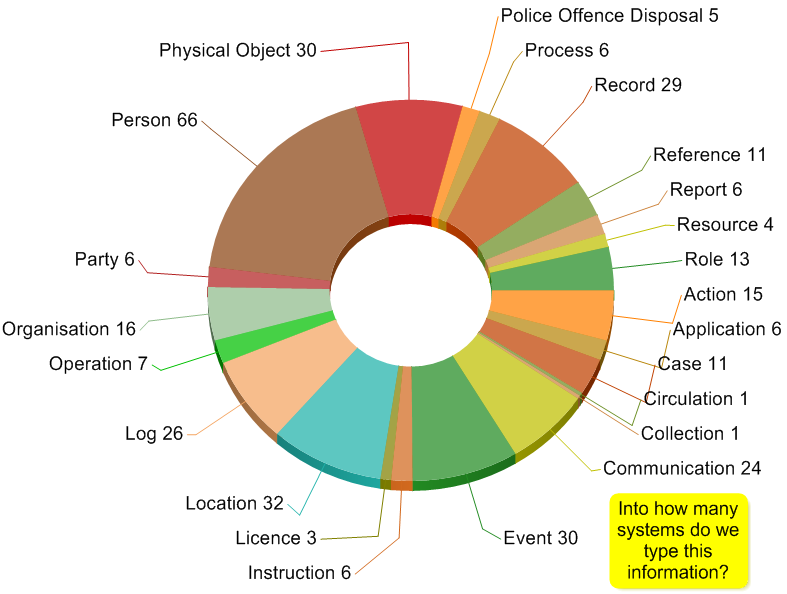 Police Offence Disposal 5
Physical Object 30
Process 6
Record 29
Person 66
Reference 11
Report 6
Resource 4
Party 6
Role 13
Action 15
Organisation 16
Application 6
Operation 7
Case 11
Circulation 1
Log 26
Collection 1
Communication 24
Location 32
Licence 3
Event 30
Instruction 6
Into how many
systems do we
type this
information?